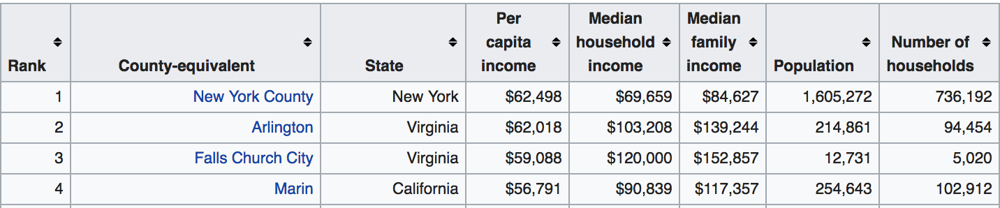 Rank County-equivalent State Per capita income Median household income Median family income Population Number of households
1 New York County New York $62,498 $69,659 $84,627 1,605,272 736,192
2 Arlington Virginia $62,018 $103,208 $139,244 214,861 94,454
3 Falls Church City Virginia $59,088 $120,000 $152,857 12,731 5,020
4 Marin California $56,791 $90,839 $117,357 254,643 102,912